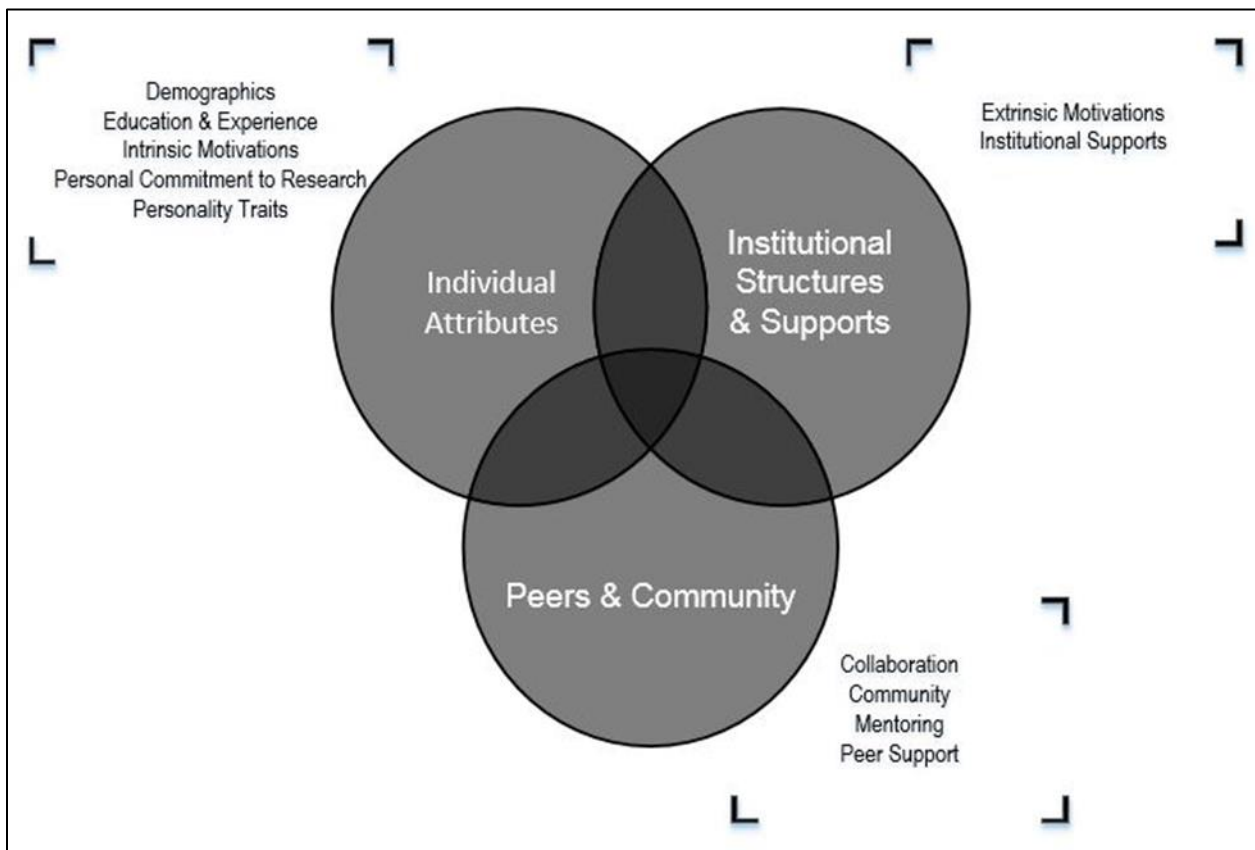 Demographics
Education & Experience
Intrinsic Motivations
Personal Commitment to Research
Personality Traits
Extrinsic Motivations
Institutional Supports
Individual
Attributes
Institutional
Structures
& Supports
Peers & Community
Collaboration
Community
Mentoring
Peer Support